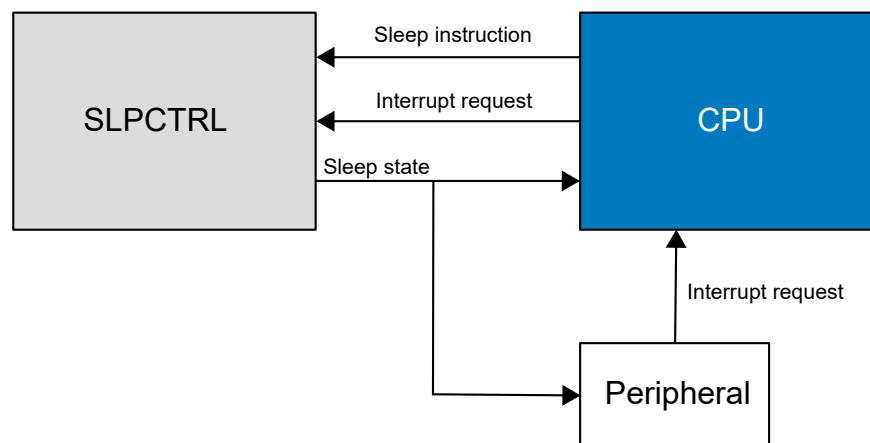 Sleep instruction
SLPCTRL
Interrupt request
CPU
Sleep state
Interrupt request
Peripheral